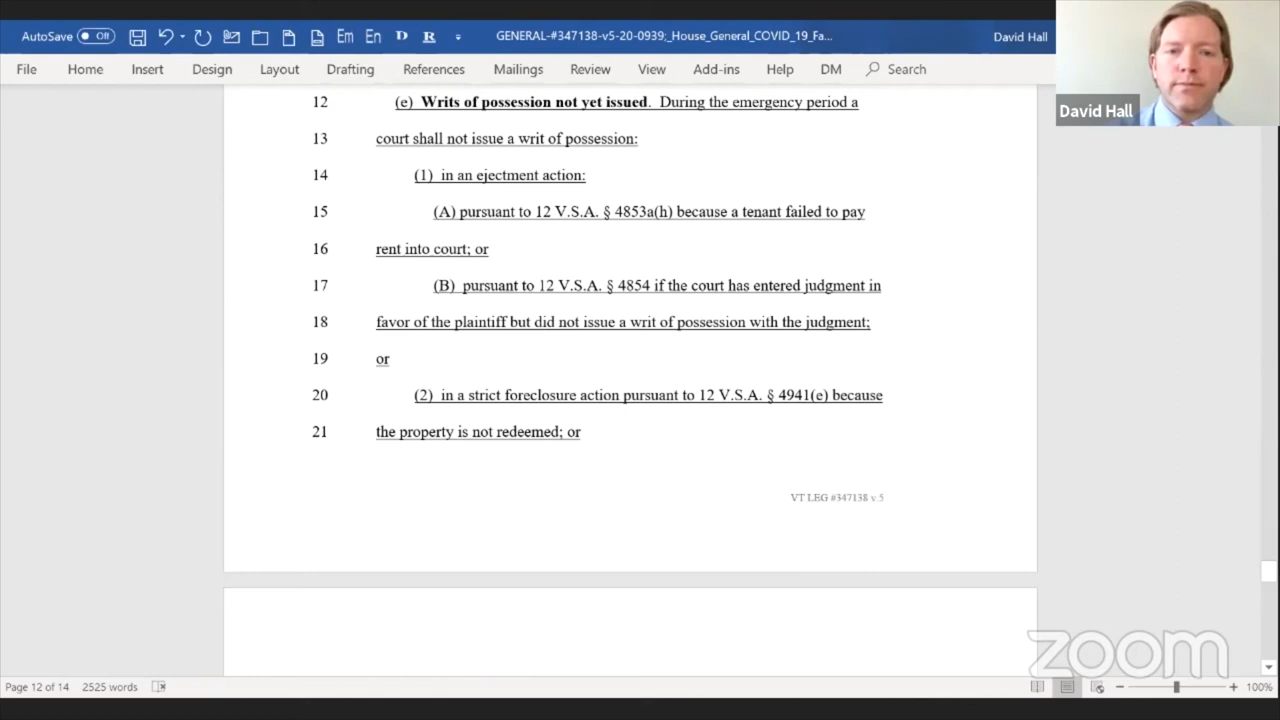 AutoSave Off Em En D R GENERAL-#347138-v5-20-0939;_House_General_COVID_19_Fa... David Hall
File Home Insert Design Layout Drafting References Mailings Review View Add-ins Help DM Search
David Hall
12 (e) Writs of possession not yet issued. During the emergency period a
13 court shall not issue a writ of possession:
14 (1) in an ejectment action:
15 (A) pursuant to 12 V.S.A. § 4853a(h) because a tenant failed to pay
16 rent into court; or
17 (B) pursuant to 12 V.S.A. § 4854 if the court has entered judgment in
18 favor of the plaintiff but did not issue a writ of possession with the judgment;
19 or
20 (2) in a strict foreclosure action pursuant to 12 V.S.A. § 4941(e) because
21 the property is not redeemed; or
VT LEG #347138 v.5
zoom
Page 12 of 14 2525 words 100%